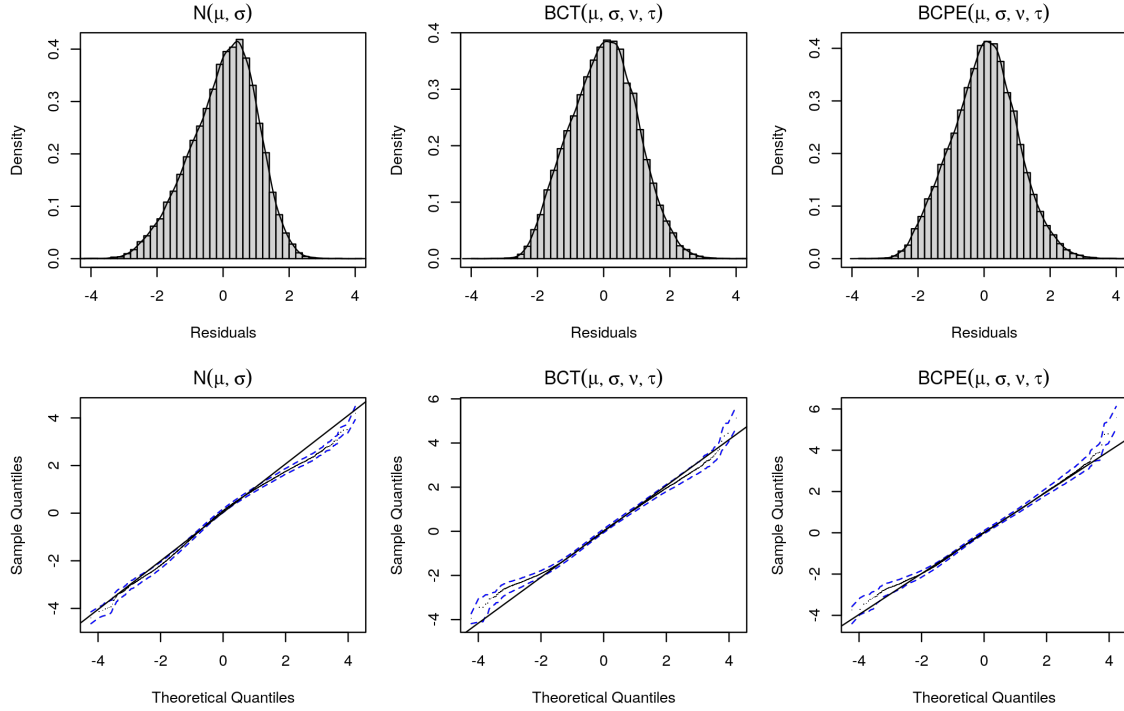 N(μ, σ)
BCT(μ, σ, ν, τ)
BCPE(μ, σ, ν, τ)
Density
0.0 0.1 0.2 0.3 0.4
-4 -2 0 2 4
Residuals
Density
0.0 0.1 0.2 0.3 0.4
-4 -2 0 2 4
Residuals
Density
0.0 0.1 0.2 0.3 0.4
-4 -2 0 2 4
Residuals
N(μ, σ)
BCT(μ, σ, ν, τ)
BCPE(μ, σ, ν, τ)
Sample Quantiles
-4 -2 0 2 4
-4 -2 0 2 4
Theoretical Quantiles
Sample Quantiles
-4 -2 0 2 4 6
-4 -2 0 2 4
Theoretical Quantiles
Sample Quantiles
-4 -2 0 2 4 6
-4 -2 0 2 4
Theoretical Quantiles